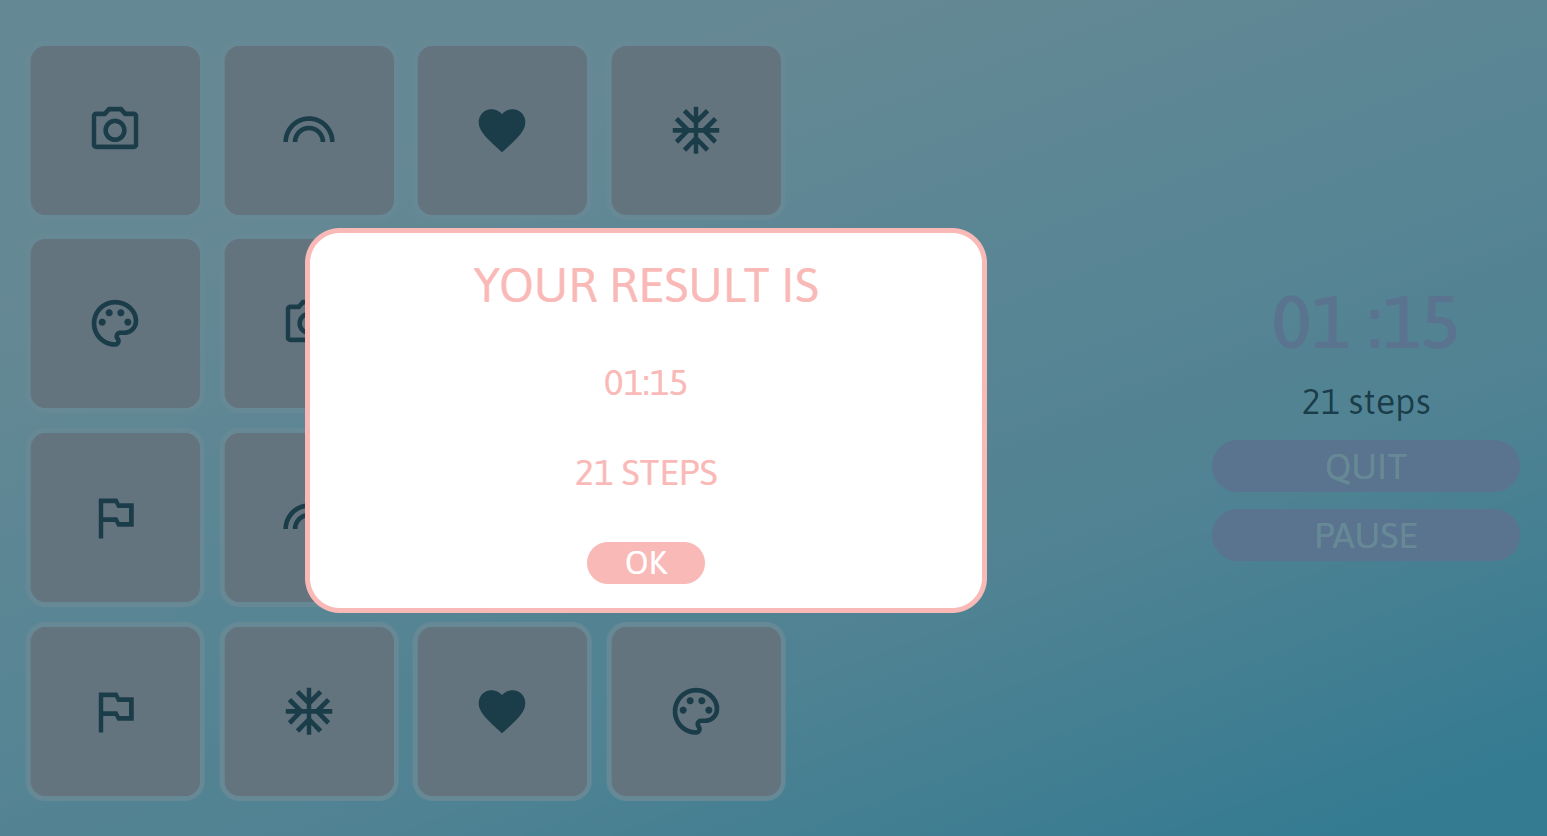 YOUR RESULT IS
01:15
21 STEPS
OK
01 :15
21 steps
QUIT
PAUSE